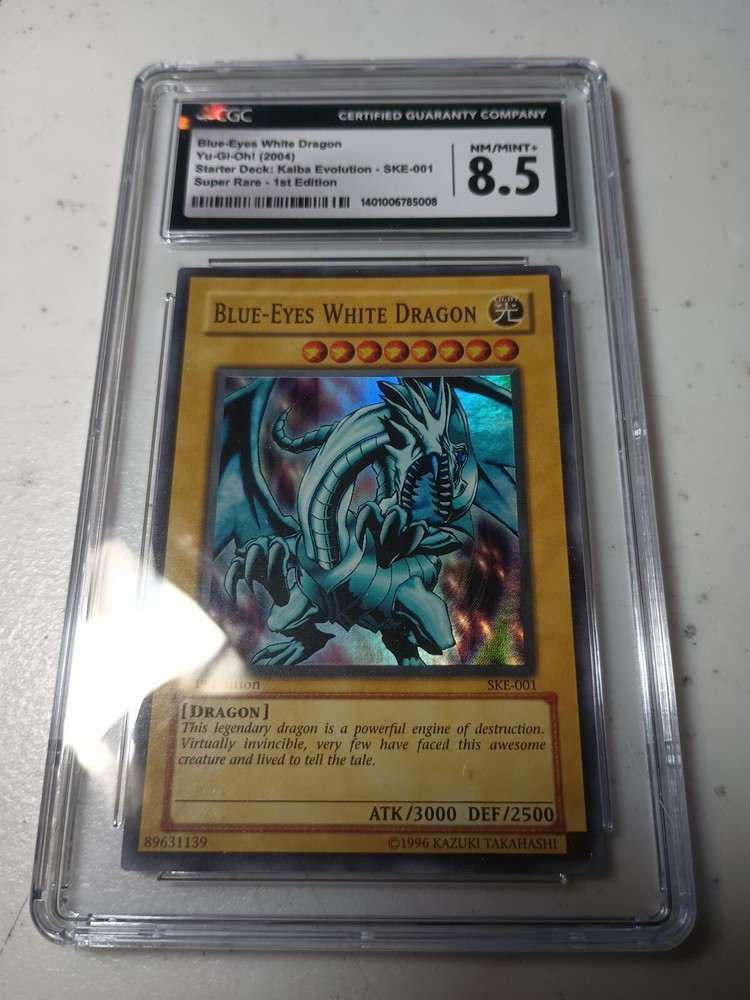 CGC CERTIFIED GUARANTY COMPANY
Blue-Eyes White Dragon
Yu-Gi-Oh! (2004)
Starter Deck: Kaiba Evolution - SKE-001
Super Rare - 1st Edition
1401006785008
NM/MINT+
8.5
BLUE-EYES WHITE DRAGON
LIGHT
光
SKE-001
[DRAGON]
This legendary dragon is a powerful engine of destruction.
Virtually invincible, very few have faced this awesome
creature and lived to tell the tale.
ATK/3000 DEF/2500
89631139
©1996 KAZUKI TAKAHASHI